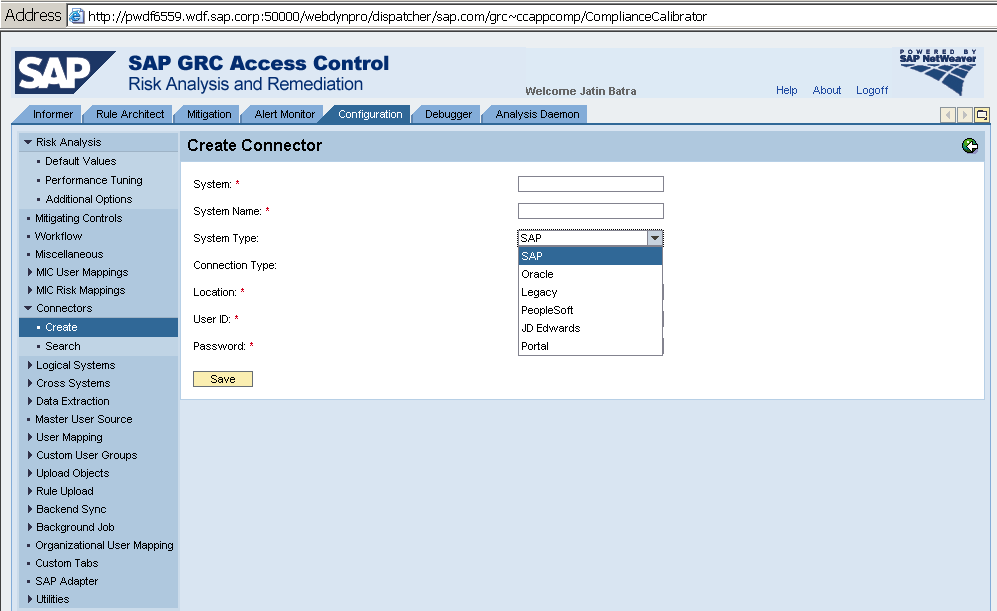 Address http://pwdf6559.wdf.sap.corp:50000/webdynpro/dispatcher/sap.com/grc~ccappcomp/ComplianceCalibrator
SAP
SAP GRC Access Control
Risk Analysis and Remediation
Welcome Jatin Batra
Help About Logoff
POWERED BY
SAP NetWeaver
Informer Rule Architect Mitigation Alert Monitor Configuration Debugger Analysis Daemon
Risk Analysis
Default Values
Performance Tuning
Additional Options
Mitigating Controls
Workflow
Miscellaneous
MIC User Mappings
MIC Risk Mappings
Connectors
Create
Search
Logical Systems
Cross Systems
Data Extraction
Master User Source
User Mapping
Custom User Groups
Upload Objects
Rule Upload
Backend Sync
Background Job
Organizational User Mapping
Custom Tabs
SAP Adapter
Utilities
Create Connector
System: *
System Name: *
System Type: SAP
Connection Type:
Location: *
User ID: *
Password: *
SAP
Oracle
Legacy
PeopleSoft
JD Edwards
Portal
Save